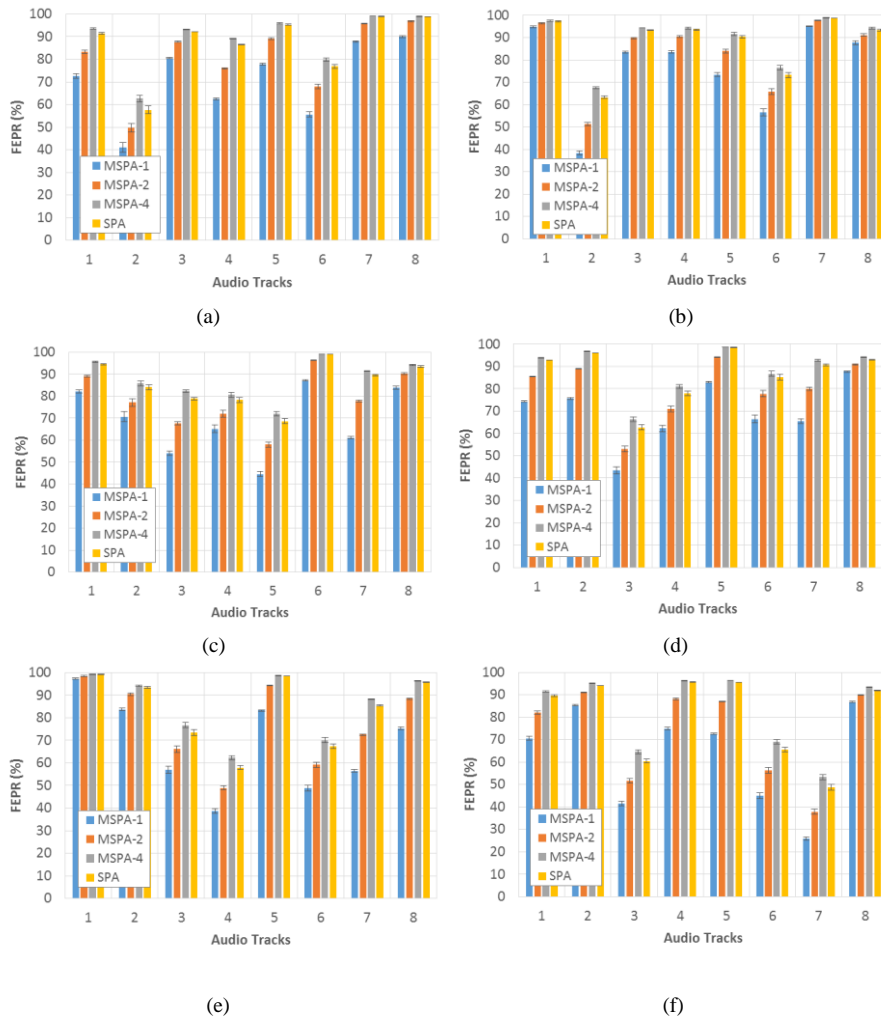 100
90
80
70
60
50
40
30
20
10
0
FEPR (%)
MSPA-1
MSPA-2
MSPA-4
SPA
1 2 3 4 5 6 7 8
Audio Tracks
(a)
100
90
80
70
60
50
40
30
20
10
0
FEPR (%)
MSPA-1
MSPA-2
MSPA-4
SPA
1 2 3 4 5 6 7 8
Audio Tracks
(b)
100
90
80
70
60
50
40
30
20
10
0
FEPR (%)
MSPA-1
MSPA-2
MSPA-4
SPA
1 2 3 4 5 6 7 8
Audio Tracks
(c)
100
90
80
70
60
50
40
30
20
10
0
FEPR (%)
MSPA-1
MSPA-2
MSPA-4
SPA
1 2 3 4 5 6 7 8
Audio Tracks
(d)
100
90
80
70
60
50
40
30
20
10
0
FEPR (%)
MSPA-1
MSPA-2
MSPA-4
SPA
1 2 3 4 5 6 7 8
Audio Tracks
(e)
100
90
80
70
60
50
40
30
20
10
0
FEPR (%)
MSPA-1
MSPA-2
MSPA-4
SPA
1 2 3 4 5 6 7 8
Audio Tracks
(f)